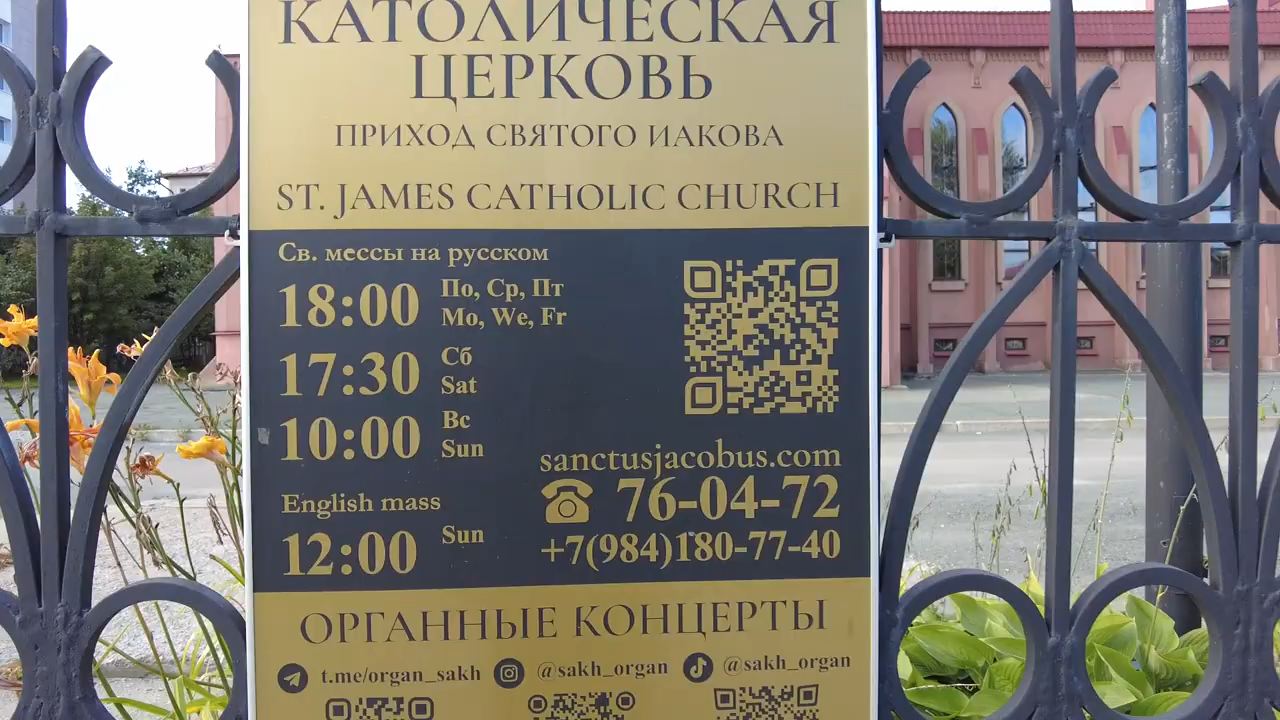 КАТОЛИЧЕСКАЯ
ЦЕРКОВЬ
ПРИХОД СВЯТОГО ИАКОВА
ST. JAMES CATHOLIC CHURCH
Св. мессы на русском
18:00 По, Ср, Пт
Mo, We, Fr
17:30 Сб
Sat
10:00 Вс
Sun
English mass
12:00 Sun
sanctusjacobus.com
76-04-72
+7(984)180-77-40
ОРГАННЫЕ КОНЦЕРТЫ
t.me/organ_sakh @sakh_organ @sakh_organ